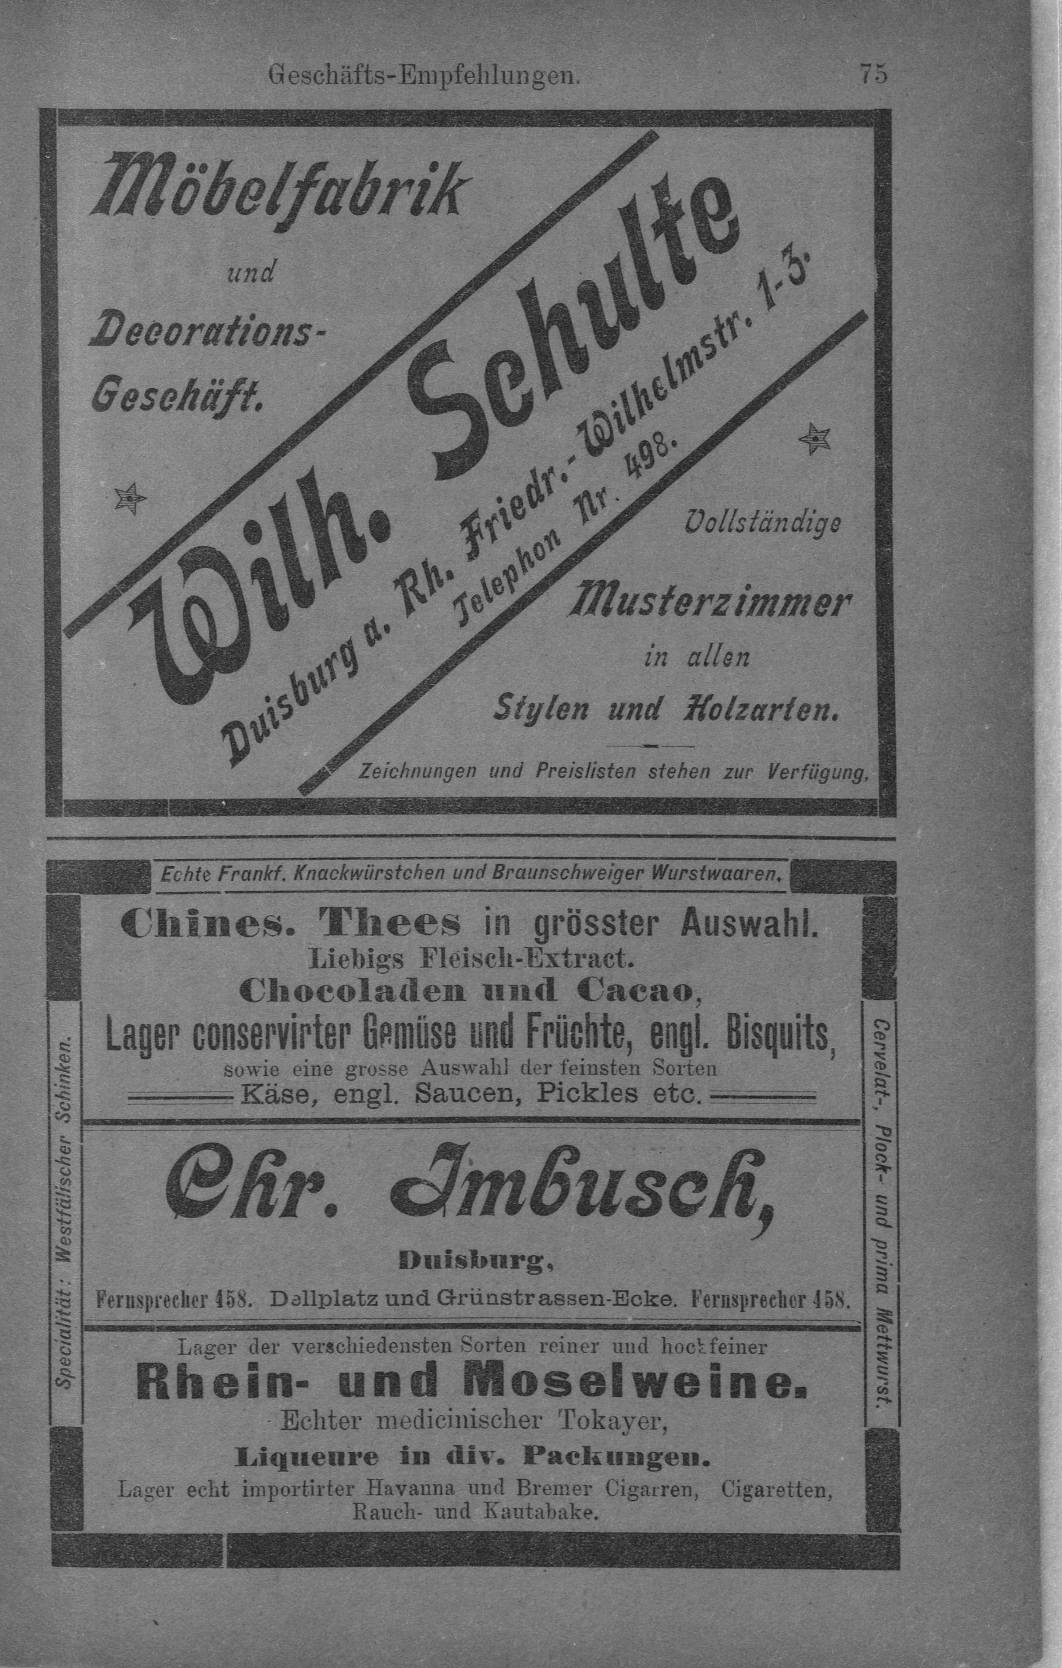 Geschäfts-Empfehlungen. 75
Möbelfabrik
und
Decorations-
Geschäft.
Wilh. Schulte
Duisburg a. Rh. Friedr.-Wilhelmstr. 1-3.
Telephon Nr. 498.
Vollständige
Musterzimmer
in allen
Stylen und Holzarten.
Zeichnungen und Preislisten stehen zur Verfügung.
Echte Frankf. Knackwürstchen und Braunschweiger Wurstwaaren.
Chines. Thees in grösster Auswahl.
Liebigs Fleisch-Extract.
Chocoladen und Cacao,
Lager conservirter Gemüse und Früchte, engl. Bisquits,
sowie eine grosse Auswahl der feinsten Sorten
Käse, engl. Saucen, Pickles etc.
Specialität: Westfälischer Schinken.
Cervelat-, Plock- und prima Mettwurst.
Chr. Imbusch,
Duisburg,
Fernsprecher 458. Dellplatz und Grünstrassen-Ecke. Fernsprecher 458.
Lager der verschiedensten Sorten reiner und hochfeiner
Rhein- und Moselweine.
Echter medicinischer Tokayer,
Liqueure in div. Packungen.
Lager echt importirter Havanna und Bremer Cigarren, Cigaretten,
Rauch- und Kautabake.